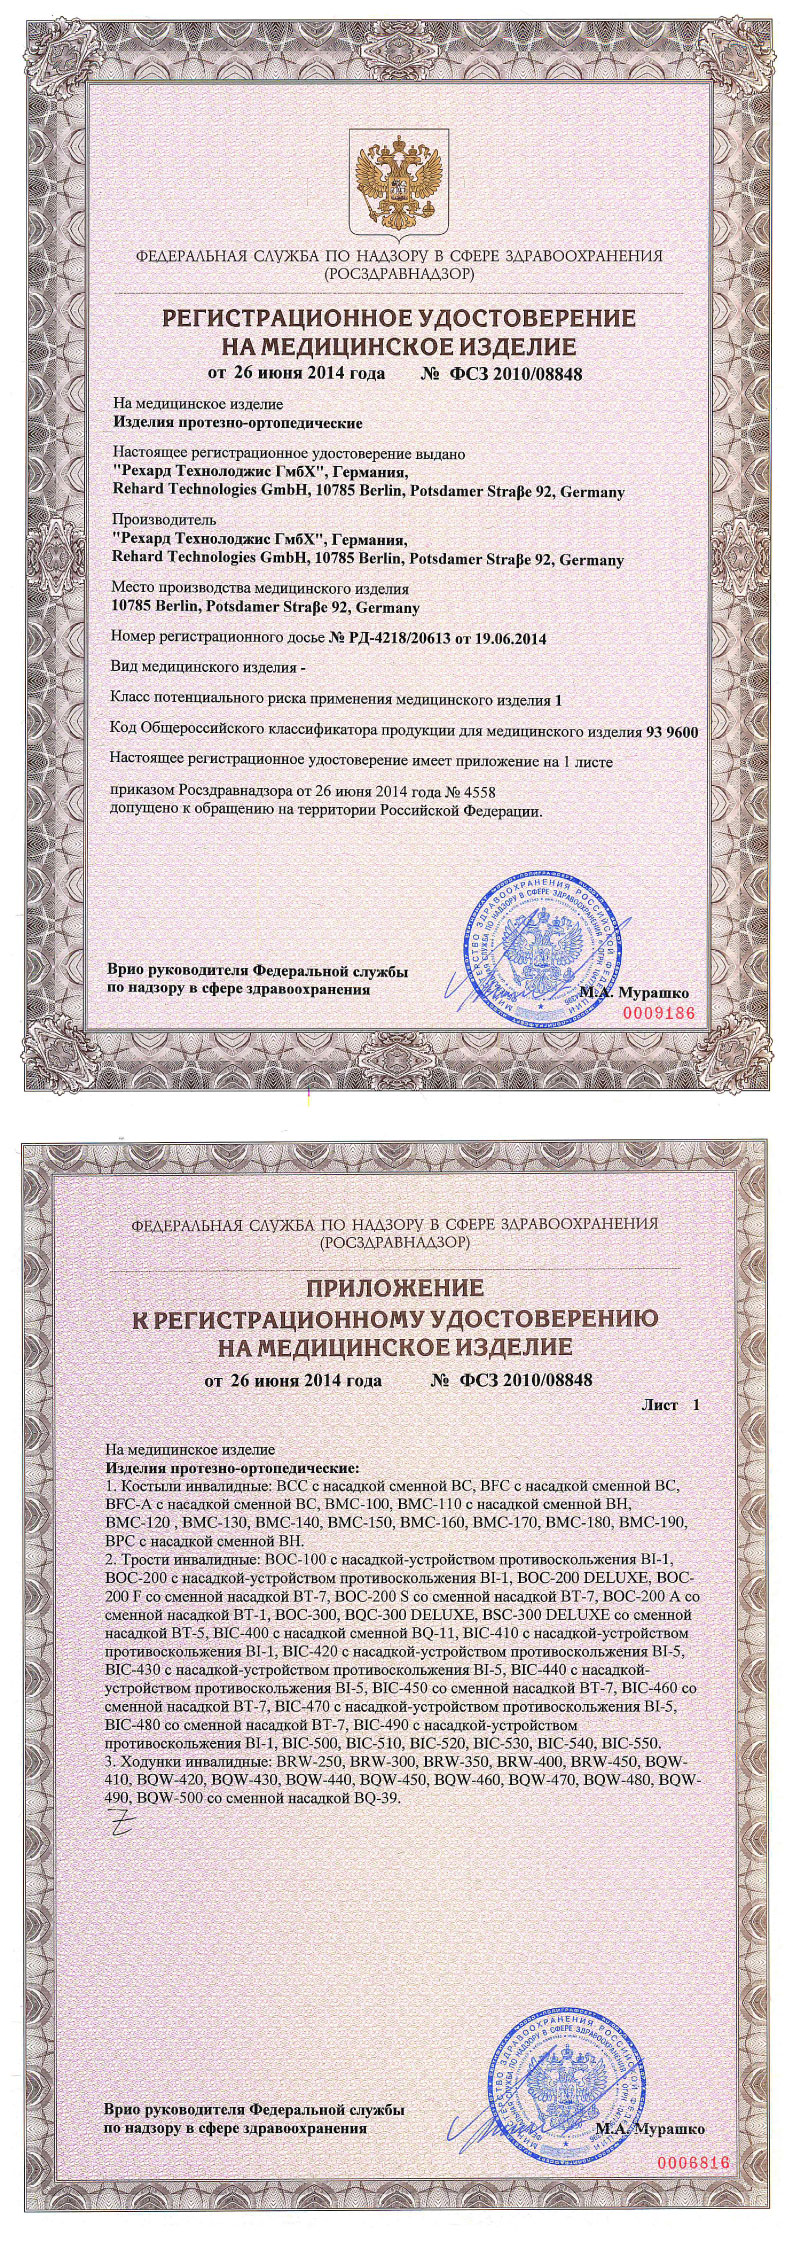 ФЕДЕРАЛЬНАЯ СЛУЖБА ПО НАДЗОРУ В СФЕРЕ ЗДРАВООХРАНЕНИЯ
(РОСЗДРАВНАДЗОР)
РЕГИСТРАЦИОННОЕ УДОСТОВЕРЕНИЕ
НА МЕДИЦИНСКОЕ ИЗДЕЛИЕ
от 26 июня 2014 года № ФСЗ 2010/08848
На медицинское изделие
Изделия протезно-ортопедические
Настоящее регистрационное удостоверение выдано
"Рехард Технолоджис ГмбХ", Германия,
Rehard Technologies GmbH, 10785 Berlin, Potsdamer Straβe 92, Germany
Производитель
"Рехард Технолоджис ГмбХ", Германия,
Rehard Technologies GmbH, 10785 Berlin, Potsdamer Straβe 92, Germany
Место производства медицинского изделия
10785 Berlin, Potsdamer Straβe 92, Germany
Номер регистрационного досье № РД-4218/20613 от 19.06.2014
Вид медицинского изделия -
Класс потенциального риска применения медицинского изделия 1
Код Общероссийского классификатора продукции для медицинского изделия 93 9600
Настоящее регистрационное удостоверение имеет приложение на 1 листе
приказом Росздравнадзора от 26 июня 2014 года № 4558
допущено к обращению на территории Российской Федерации.
Врио руководителя Федеральной службы
по надзору в сфере здравоохранения
М.А. Мурашко
0009186
ФЕДЕРАЛЬНАЯ СЛУЖБА ПО НАДЗОРУ В СФЕРЕ ЗДРАВООХРАНЕНИЯ
(РОСЗДРАВНАДЗОР)
ПРИЛОЖЕНИЕ
К РЕГИСТРАЦИОННОМУ УДОСТОВЕРЕНИЮ
НА МЕДИЦИНСКОЕ ИЗДЕЛИЕ
от 26 июня 2014 года № ФСЗ 2010/08848
Лист 1
На медицинское изделие
Изделия протезно-ортопедические:
1. Костыли инвалидные: BCC с насадкой сменной BC, BFC с насадкой сменной BC,
BFC-A с насадкой сменной BC, BMC-100, BMC-110 с насадкой сменной BH,
BMC-120 , BMC-130, BMC-140, BMC-150, BMC-160, BMC-170, BMC-180, BMC-190,
BPC с насадкой сменной BH.
2. Трости инвалидные: BOC-100 с насадкой-устройством противоскольжения BI-1,
BOC-200 с насадкой-устройством противоскольжения BI-1, BOC-200 DELUXE, BOC-
200 F со сменной насадкой BT-7, BOC-200 S со сменной насадкой BT-7, BOC-200 A со
сменной насадкой BT-1, BOC-300, BQC-300 DELUXE, BSC-300 DELUXE со сменной
насадкой BT-5, BIC-400 с насадкой сменной BQ-11, BIC-410 с насадкой-устройством
противоскольжения BI-1, BIC-420 с насадкой-устройством противоскольжения BI-5,
BIC-430 с насадкой-устройством противоскольжения BI-5, BIC-440 с насадкой-
устройством противоскольжения BI-5, BIC-450 со сменной насадкой BT-7, BIC-460 со
сменной насадкой BT-7, BIC-470 с насадкой-устройством противоскольжения BI-5,
BIC-480 со сменной насадкой BT-7, BIC-490 с насадкой-устройством
противоскольжения BI-1, BIC-500, BIC-510, BIC-520, BIC-530, BIC-540, BIC-550.
3. Ходунки инвалидные: BRW-250, BRW-300, BRW-350, BRW-400, BRW-450, BQW-
410, BQW-420, BQW-430, BQW-440, BQW-450, BQW-460, BQW-470, BQW-480, BQW-
490, BQW-500 со сменной насадкой BQ-39.
Врио руководителя Федеральной службы
по надзору в сфере здравоохранения
М.А. Мурашко
0006816